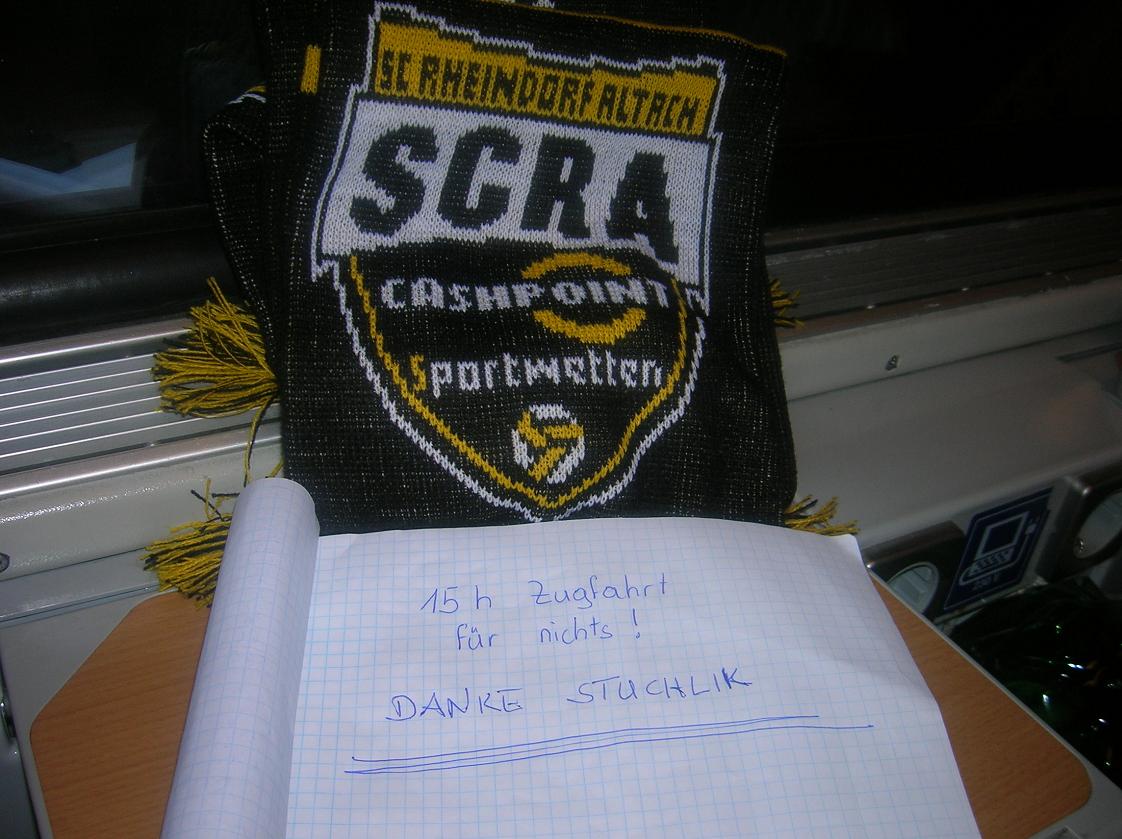 SC RHEINDORF ALTACH
SCRA
CASHPOINT
Sportwetten
15 h Zugfahrt
für nichts !
DANKE STUCHLIK